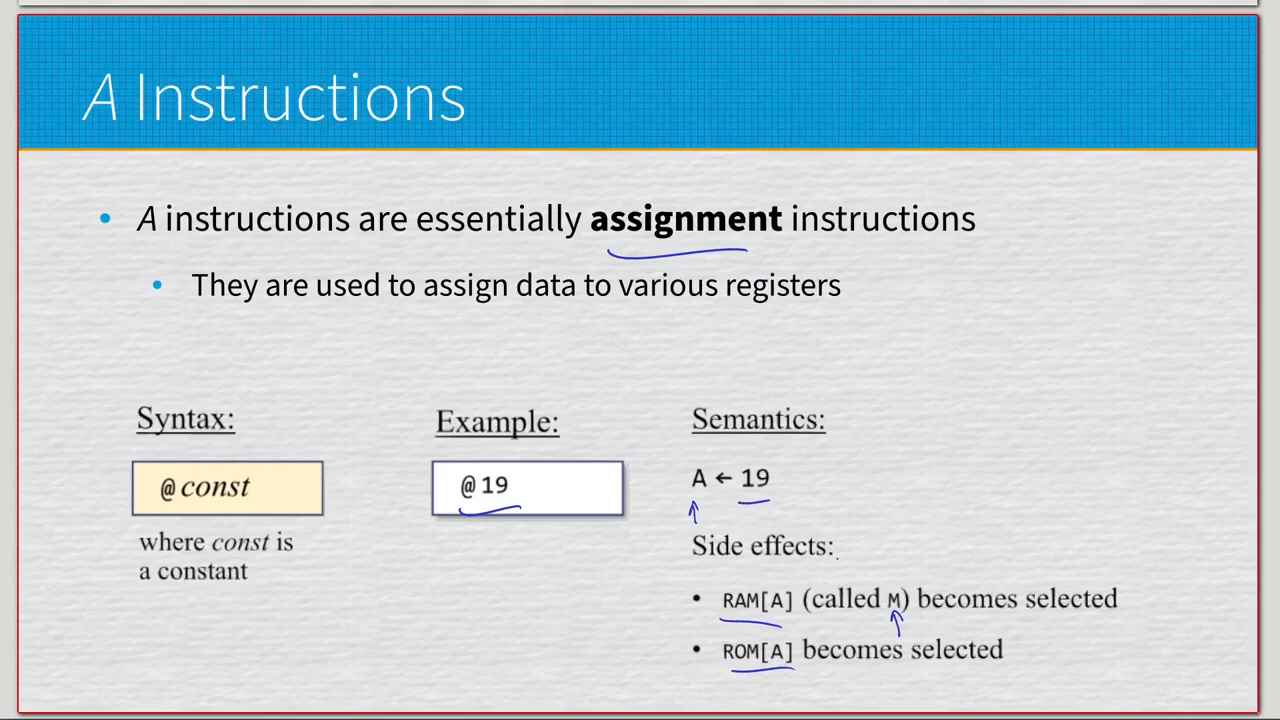 A Instructions
• A instructions are essentially assignment instructions
• They are used to assign data to various registers
Syntax:
@ const
where const is
a constant
Example:
@ 19
Semantics:
A ← 19
Side effects:
• RAM[A] (called M) becomes selected
• ROM[A] becomes selected